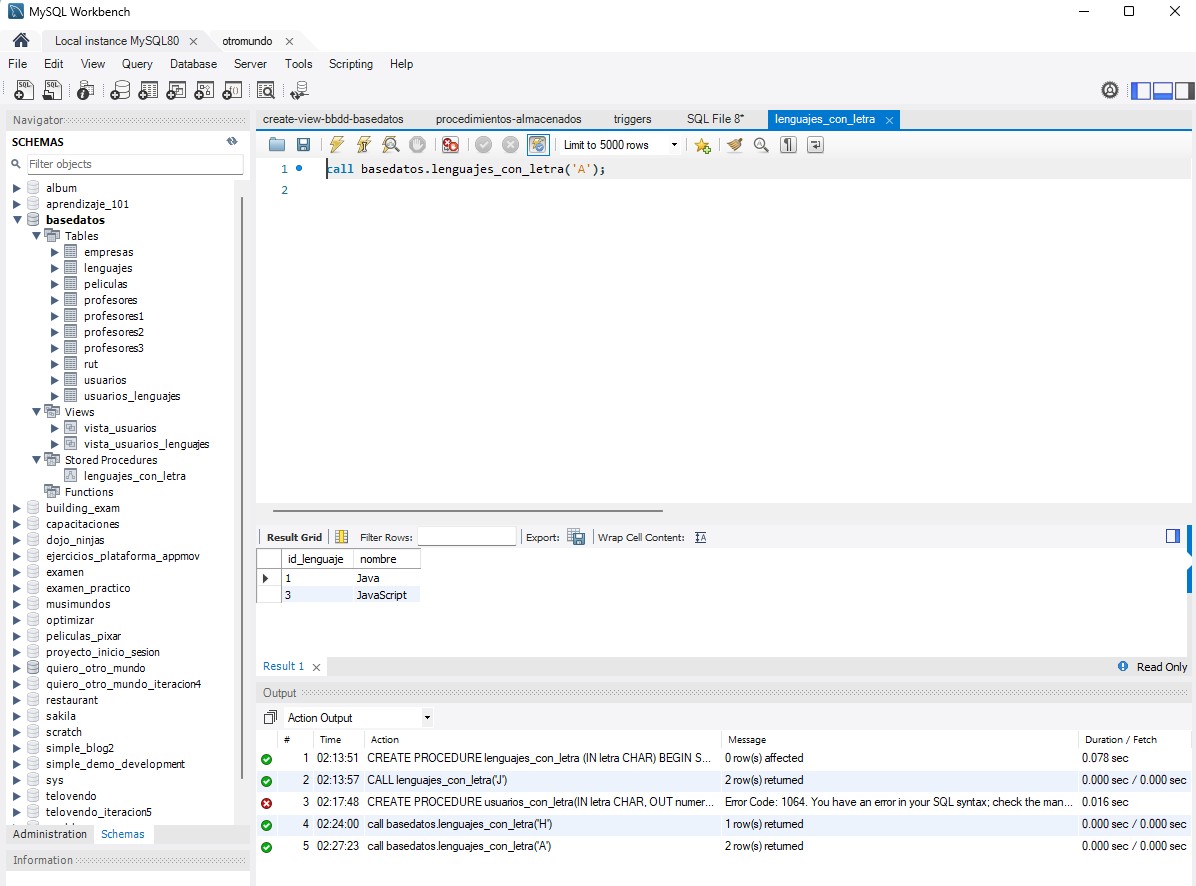 MySQL Workbench
Local instance MySQL80
otromundo
File Edit View Query Database Server Tools Scripting Help
Navigator
SCHEMAS
Filter objects
album
aprendizaje_101
basedatos
Tables
empresas
lenguajes
peliculas
profesores
profesores1
profesores2
profesores3
rut
usuarios
usuarios_lenguajes
Views
vista_usuarios
vista_usuarios_lenguajes
Stored Procedures
lenguajes_con_letra
Functions
building_exam
capacitaciones
dojo_ninjas
ejercicios_plataforma_appmov
examen
examen_practico
musimundos
optimizar
peliculas_pixar
proyecto_inicio_sesion
quiero_otro_mundo
quiero_otro_mundo_iteracion4
restaurant
sakila
scratch
simple_blog2
simple_demo_development
sys
telovendo
telovendo_iteracion5
Administration Schemas
Information
create-view-bbdd-basedatos procedimientos-almacenados triggers SQL File 8* lenguajes_con_letra
Limit to 5000 rows
1 call basedatos.lenguajes_con_letra('A');
2
Result Grid Filter Rows: Export: Wrap Cell Content:
id_lenguaje nombre
1 Java
3 JavaScript
Result 1
Read Only
Output
Action Output
# Time Action Message Duration / Fetch
1 02:13:51 CREATE PROCEDURE lenguajes_con_letra (IN letra CHAR) BEGIN S... 0 row(s) affected 0.078 sec
2 02:13:57 CALL lenguajes_con_letra('J') 2 row(s) returned 0.000 sec / 0.000 sec
3 02:17:48 CREATE PROCEDURE usuarios_con_letra(IN letra CHAR, OUT numer... Error Code: 1064. You have an error in your SQL syntax; check the man... 0.016 sec
4 02:24:00 call basedatos.lenguajes_con_letra('H') 1 row(s) returned 0.000 sec / 0.000 sec
5 02:27:23 call basedatos.lenguajes_con_letra('A') 2 row(s) returned 0.000 sec / 0.000 sec